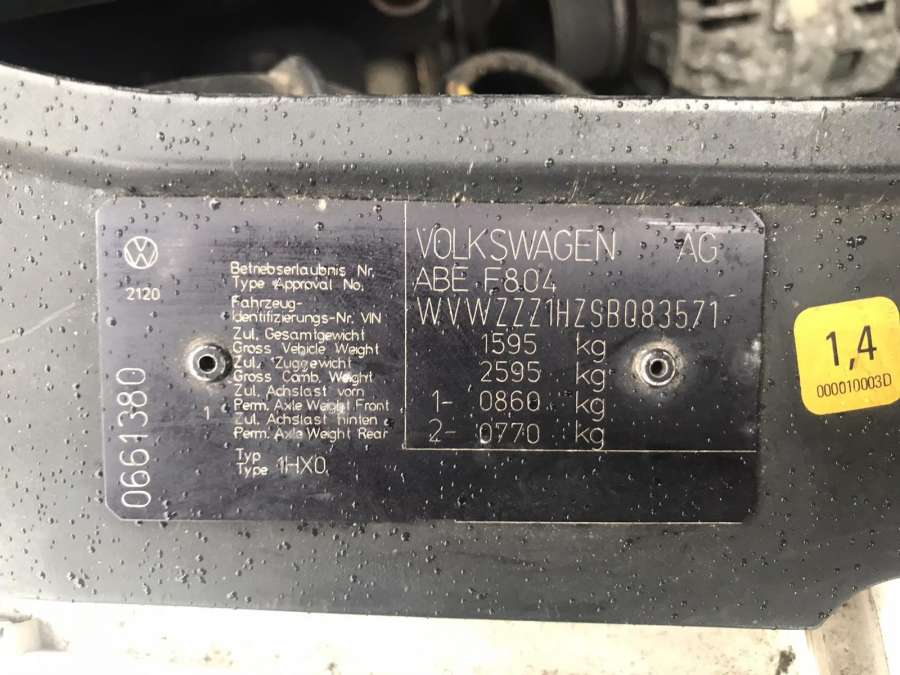 VOLKSWAGEN AG
Betriebserlaubnis Nr.
Type Approval No.
ABE F804
2120
Fahrzeug-
Identifizierungs-Nr. VIN
WVWZZZ1HZSB083571
Zul. Gesamtgewicht
Gross Vehicle Weight
1595 kg
Zul. Zuggewicht
Gross Comb. Weight
2595 kg
Zul. Achslast vorn
Perm. Axle Weight Front
1- 0860 kg
1
Zul. Achslast hinten
Perm. Axle Weight Rear
2- 0770 kg
Typ
Type 1HX0
0661380
1,4
000010003D